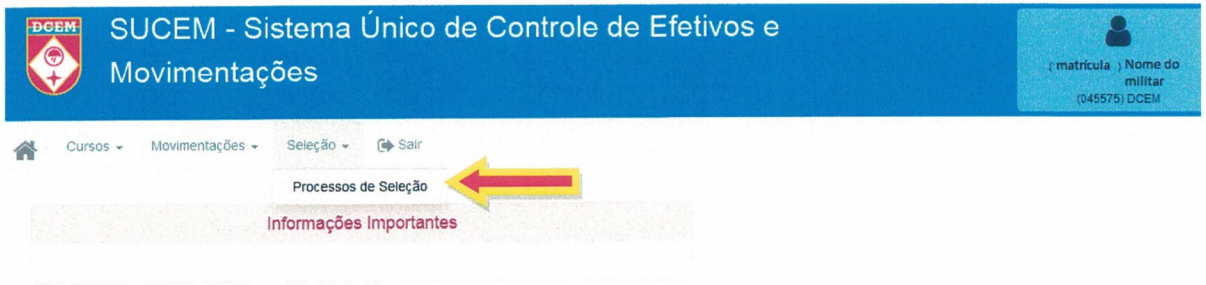 DCEM
SUCEM - Sistema Único de Controle de Efetivos e
Movimentações
( matrícula ) Nome do
militar
(045575) DCEM
Cursos Movimentações Seleção Sair
Processos de Seleção
Informações Importantes